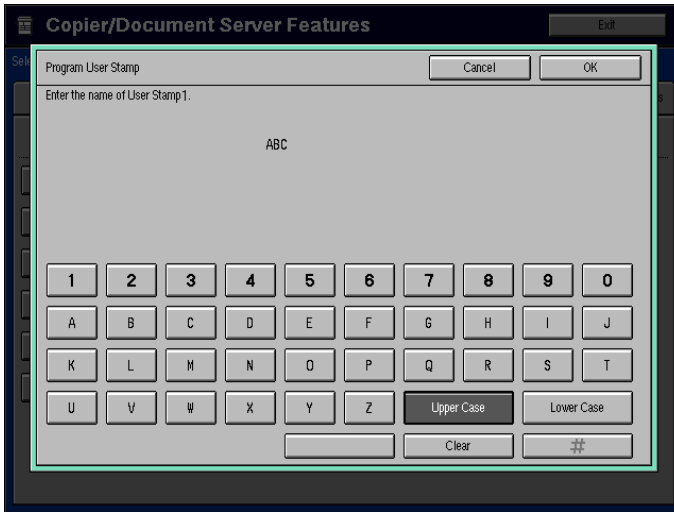 Copier/Document Server Features
Exit
Sele
Program User Stamp
Cancel
OK
Enter the name of User Stamp1.
s
ABC
1 2 3 4 5 6 7 8 9 0
A B C D E F G H I J
K L M N O P Q R S T
U V W X Y Z Upper Case Lower Case
Clear #